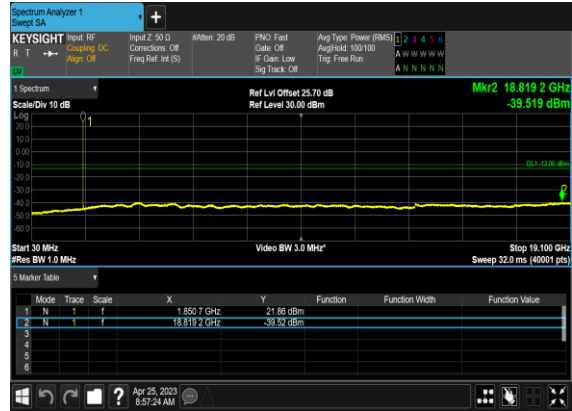 Spectrum Analyzer 1
Swept SA
+
KEYSIGHT Input: RF Input Z: 50 Ω #Atten: 20 dB PNO: Fast Avg Type: Power (RMS) 1 2 3 4 5 6
R T Coupling: DC Corrections: Off Gate: Off Avg|Hold: 100/100 A W W W W W
Align: Off Freq Ref: Int (S) IF Gain: Low Trig: Free Run
Sig Track: Off A N N N N N
1 Spectrum Ref Lvl Offset 25.70 dB Mkr2 18.819 2 GHz
Scale/Div 10 dB Ref Level 30.00 dBm -39.519 dBm
Log
1
20.0
10.0
0.00
-10.0 DL1 -13.00 dBm
-20.0
-30.0
-40.0
-50.0
-60.0
Start 30 MHz Video BW 3.0 MHz* Stop 19.100 GHz
#Res BW 1.0 MHz Sweep 32.0 ms (40001 pts)
5 Marker Table
Mode Trace Scale X Y Function Function Width Function Value
1 N 1 f 1.850 7 GHz 21.86 dBm
2 N 1 f 18.819 2 GHz -39.52 dBm
3
4
5
6
? Apr 25, 2023
8:57:24 AM